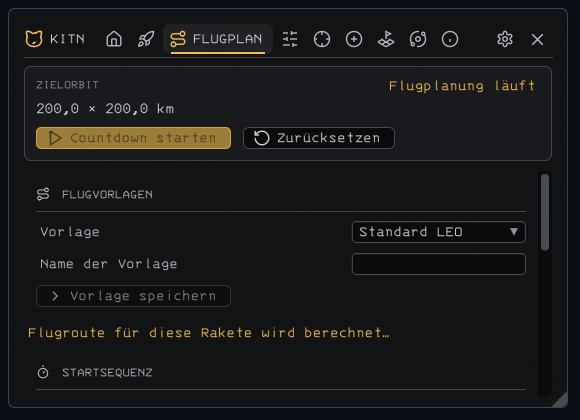 KITN FLUGPLAN
ZIELORBIT Flugplanung läuft
200,0 × 200,0 km
Countdown starten Zurücksetzen
FLUGVORLAGEN
Vorlage Standard LEO
Name der Vorlage
Vorlage speichern
Flugroute für diese Rakete wird berechnet…
STARTSEQUENZ